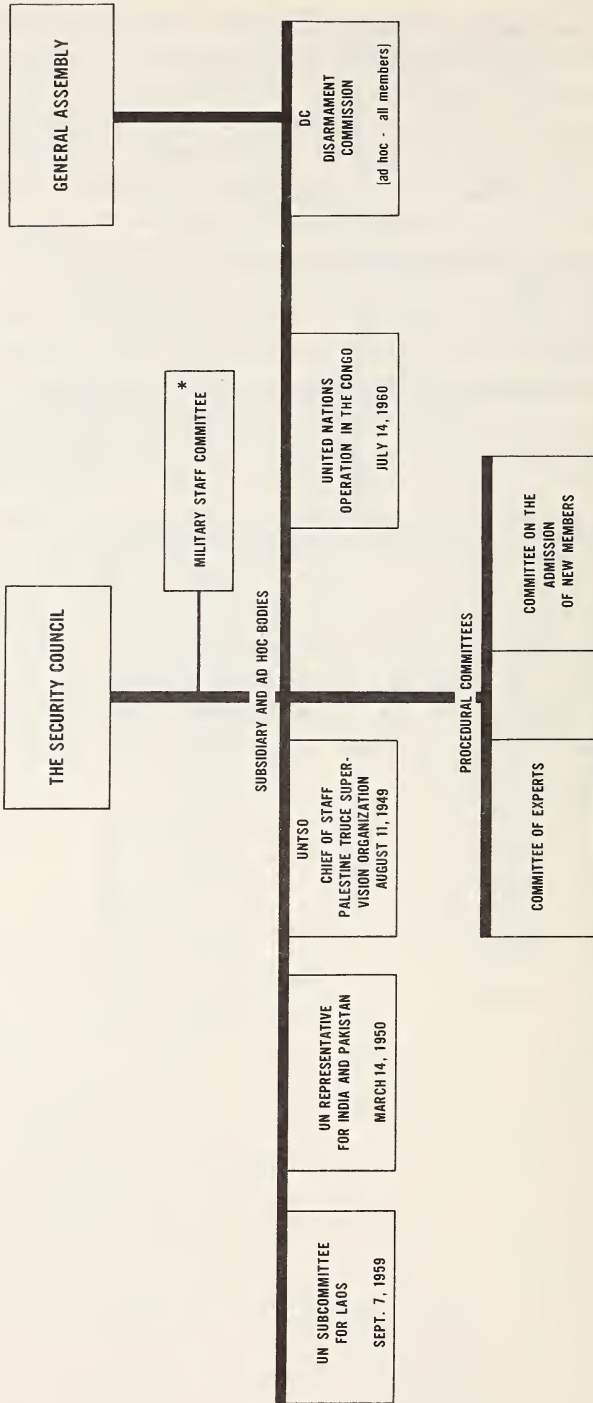 THE SECURITY COUNCIL
GENERAL ASSEMBLY
MILITARY STAFF COMMITTEE *
SUBSIDIARY AND AD HOC BODIES
UN SUBCOMMITTEE
FOR LAOS
SEPT. 7, 1959
UN REPRESENTATIVE
FOR INDIA AND PAKISTAN
MARCH 14, 1950
UNTSO
CHIEF OF STAFF
PALESTINE TRUCE SUPER-
VISION ORGANIZATION
AUGUST 11, 1949
UNITED NATIONS
OPERATION IN THE CONGO
JULY 14, 1960
DC
DISARMAMENT
COMMISSION
(ad hoc - all members)
PROCEDURAL COMMITTEES
COMMITTEE OF EXPERTS
COMMITTEE ON THE
ADMISSION
OF NEW MEMBERS